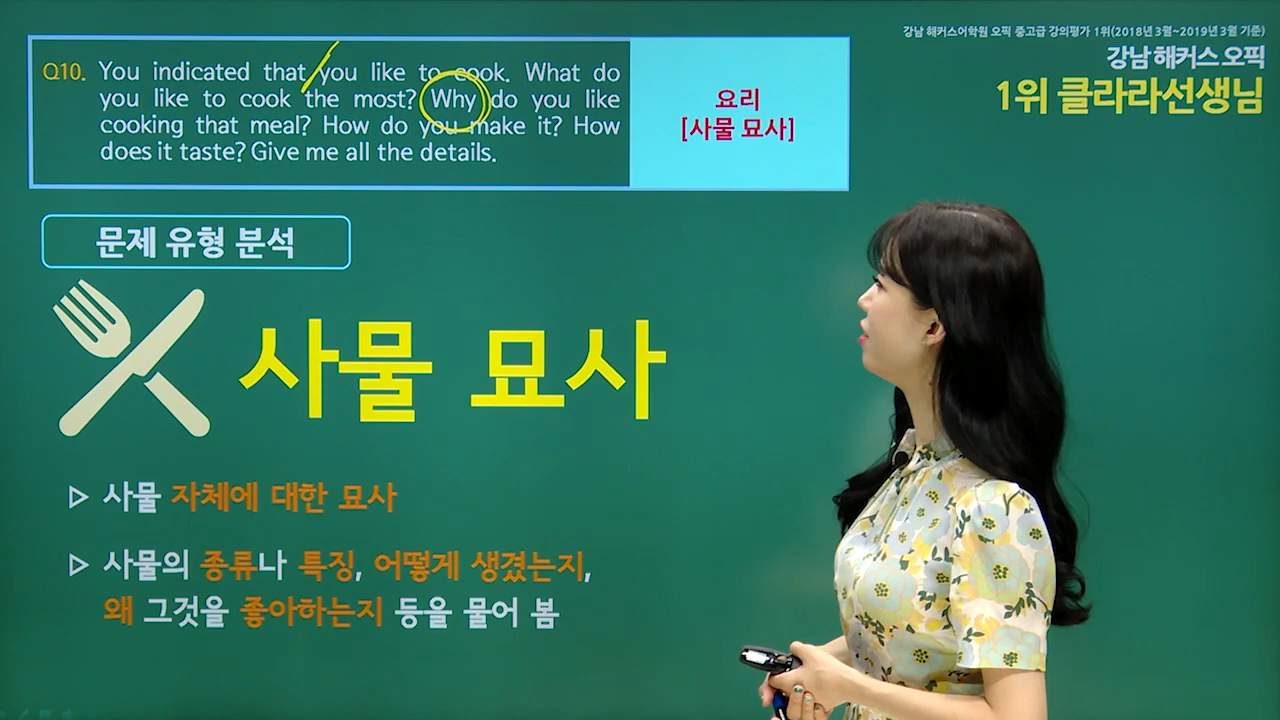 강남 해커스어학원 오픽 중고급 강의평가 1위(2018년 3월~2019년 3월 기준)
강남 해커스 오픽
1위 클라라선생님
Q10. You indicated that you like to cook. What do
you like to cook the most? Why do you like
cooking that meal? How do you make it? How
does it taste? Give me all the details.
요리
[사물 묘사]
문제 유형 분석
사물 묘사
▷ 사물 자체에 대한 묘사
▷ 사물의 종류나 특징, 어떻게 생겼는지,
왜 그것을 좋아하는지 등을 물어 봄